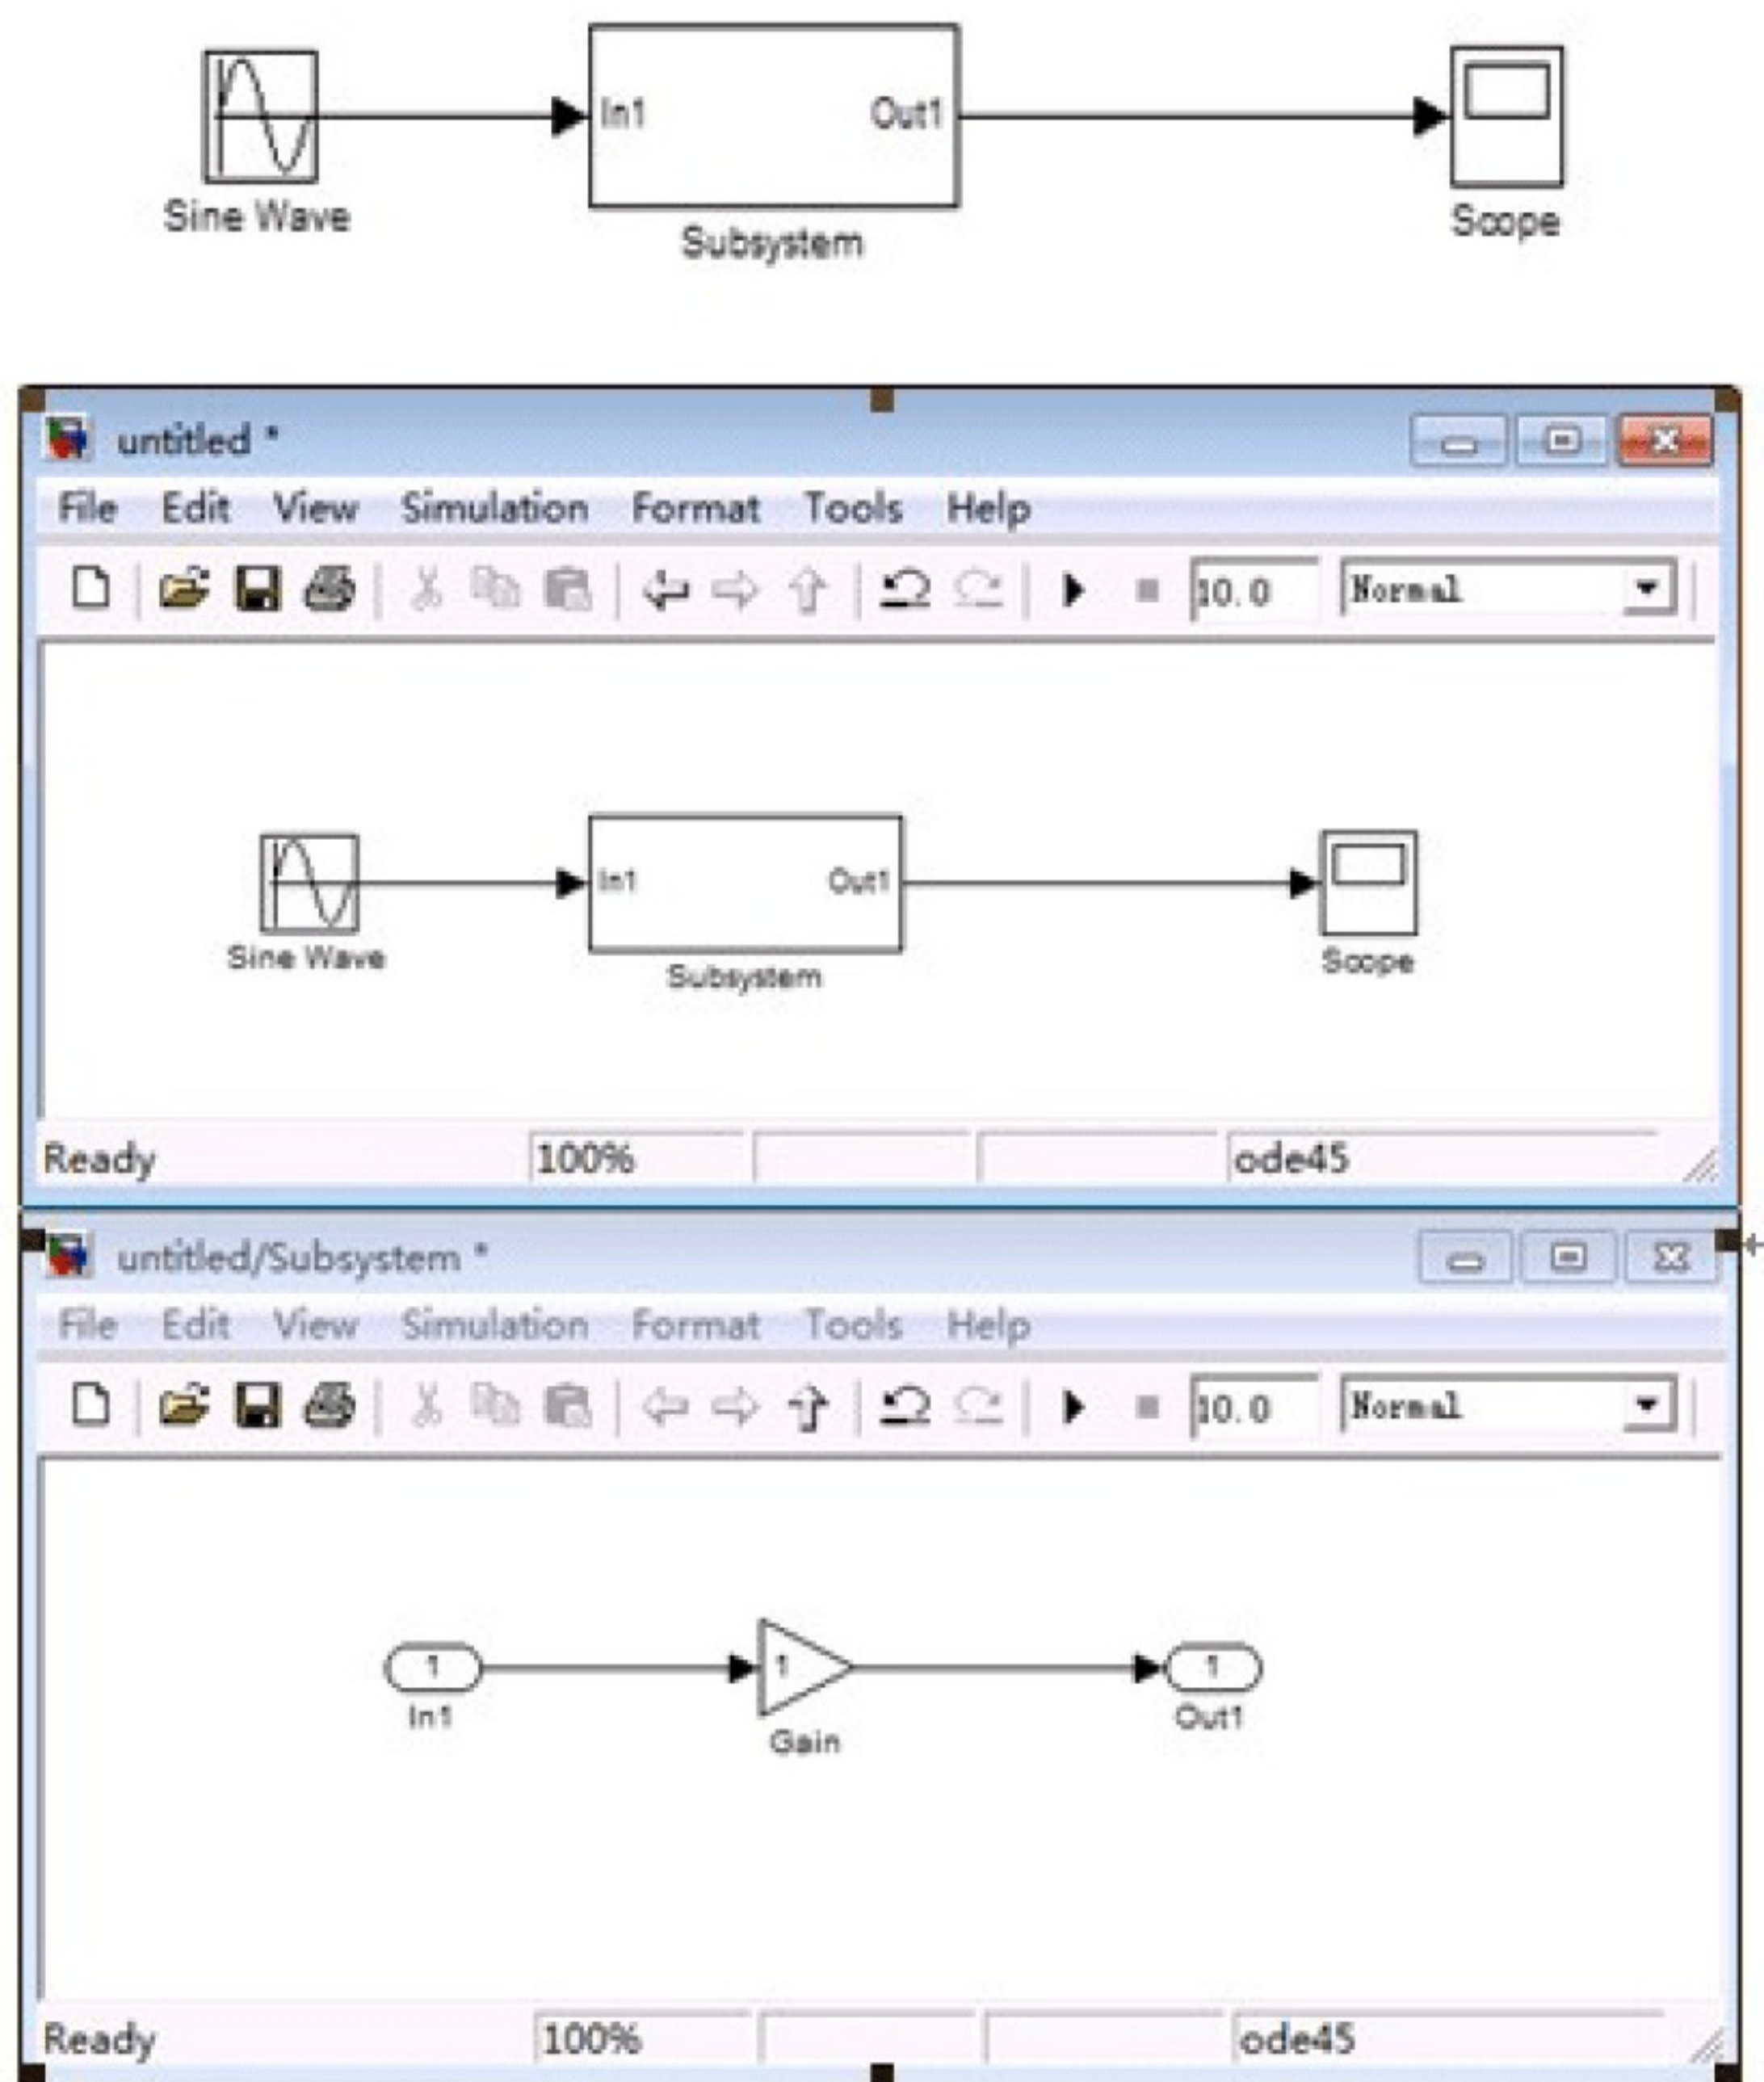 In1 Out1
Sine Wave
Subsystem
Scope
untitled *
File Edit View Simulation Format Tools Help
10.0 Normal
In1 Out1
Sine Wave
Subsystem
Scope
Ready 100% ode45
untitled/Subsystem *
File Edit View Simulation Format Tools Help
10.0 Normal
1 1 1
In1 Gain Out1
Ready 100% ode45